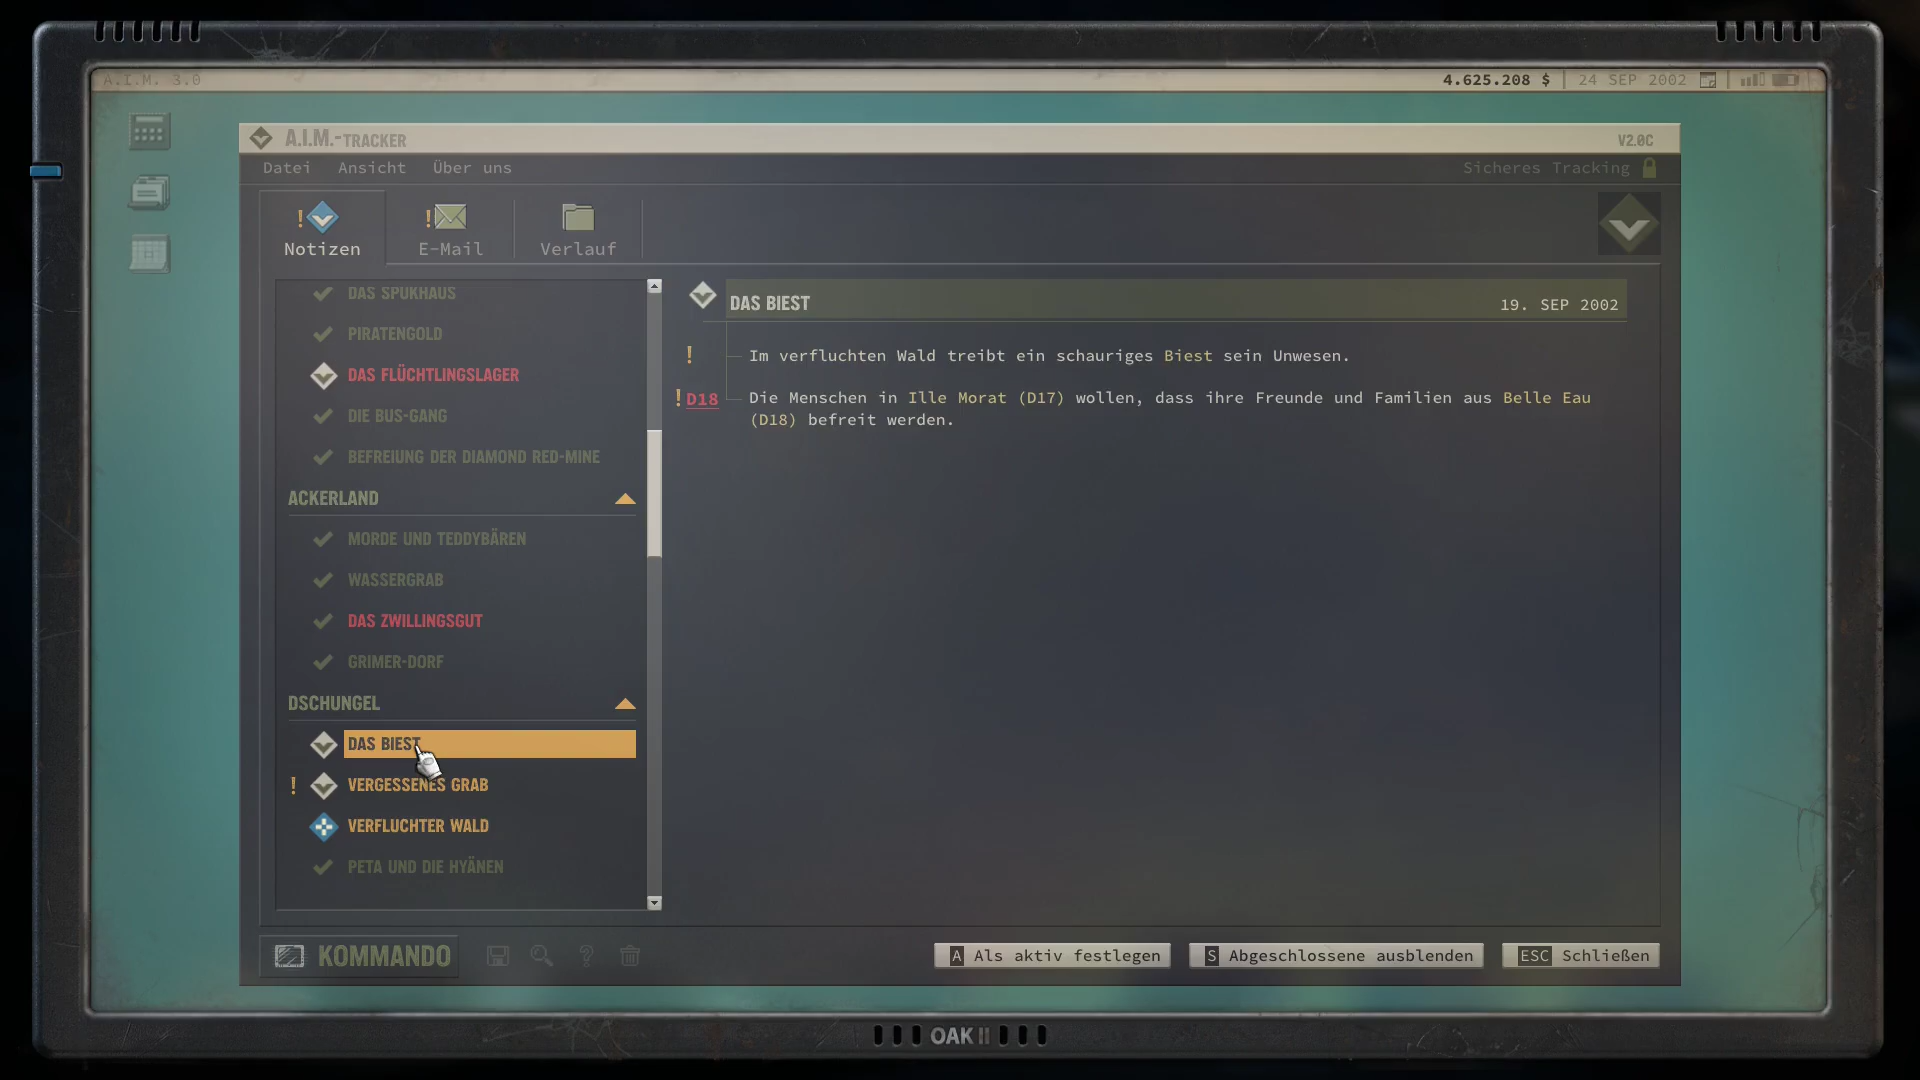 A.I.M. 3.0
4.625.208 $ | 24 SEP 2002
A.I.M.-TRACKER
V2.0C
Datei Ansicht Über uns
Sicheres Tracking
! Notizen
! E-Mail
Verlauf
DAS SPUKHAUS
PIRATENGOLD
DAS FLÜCHTLINGSLAGER
DIE BUS-GANG
BEFREIUNG DER DIAMOND RED-MINE
ACKERLAND
MORDE UND TEDDYBÄREN
WASSERGRAB
DAS ZWILLINGSGUT
GRIMER-DORF
DSCHUNGEL
DAS BIEST
! VERGESSENES GRAB
VERFLUCHTER WALD
PETA UND DIE HYÄNEN
DAS BIEST
19. SEP 2002
! Im verfluchten Wald treibt ein schauriges Biest sein Unwesen.
! D18 Die Menschen in Ille Morat (D17) wollen, dass ihre Freunde und Familien aus Belle Eau
(D18) befreit werden.
KOMMANDO
?
A Als aktiv festlegen
S Abgeschlossene ausblenden
ESC Schließen
OAK II